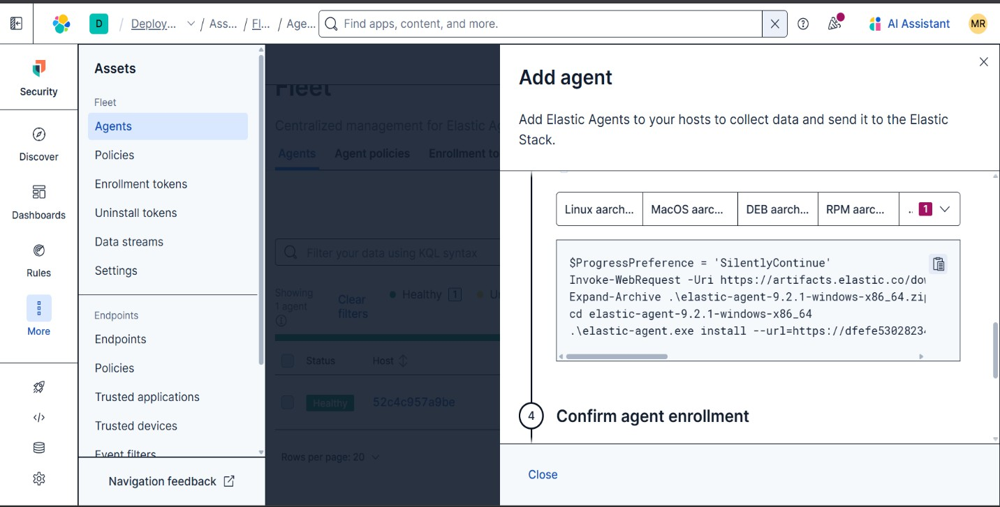 D / Deploy... / Ass... / Fl... / Age...
Find apps, content, and more.
AI Assistant
MR
Security
Discover
Dashboards
Rules
More
Assets
Fleet
Agents
Policies
Enrollment tokens
Uninstall tokens
Data streams
Settings
Endpoints
Endpoints
Policies
Trusted applications
Trusted devices
Event filters
Navigation feedback
Fleet
Centralized management for Elastic Ag
Agents Agent policies Enrollment to
Filter your data using KQL syntax
Showing
1 agent
Clear
filters
Healthy 1 U
Status Host
Healthy 52c4c957a9be
Rows per page: 20
Add agent
Add Elastic Agents to your hosts to collect data and send it to the Elastic
Stack.
Linux aarch... MacOS aarc... DEB aarch... RPM aarc... .. 1
$ProgressPreference = 'SilentlyContinue'
Invoke-WebRequest -Uri https://artifacts.elastic.co/dow
Expand-Archive .\elastic-agent-9.2.1-windows-x86_64.zip
cd elastic-agent-9.2.1-windows-x86_64
.\elastic-agent.exe install --url=https://dfefe5302823
4 Confirm agent enrollment
Close